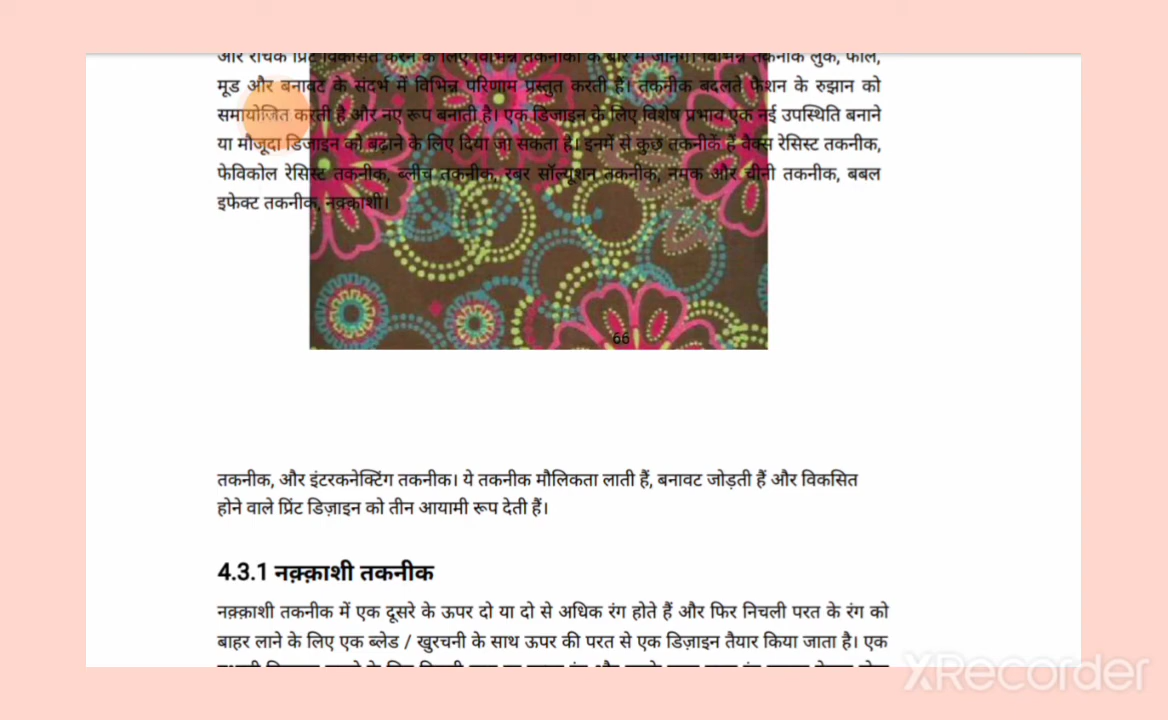 और रोचक प्रिंट विकसित करने के लिए विभिन्न तकनीकों के बारे में जानेंगे। विभिन्न तकनीकें लुक, फील,
मूड और बनावट के संदर्भ में विभिन्न परिणाम प्रस्तुत करती हैं। तकनीक बदलते फैशन के रुझान को
समायोजित करती है और नए रूप बनाती है। एक डिजाइन के लिए विशेष प्रभाव एक नई उपस्थिति बनाने
या मौजूदा डिजाइन को बढ़ाने के लिए दिया जा सकता है। इनमें से कुछ तकनीकें हैं वैक्स रेसिस्ट तकनीक,
फेविकोल रेसिस्ट तकनीक, ब्लीच तकनीक, रबर सॉल्यूशन तकनीक, नमक और चीनी तकनीक, बबल
इफेक्ट तकनीक, नक़्क़ाशी।
66
तकनीक, और इंटरकनेक्टिंग तकनीक। ये तकनीक मौलिकता लाती हैं, बनावट जोड़ती हैं और विकसित
होने वाले प्रिंट डिज़ाइन को तीन आयामी रूप देती हैं।
4.3.1 नक़्क़ाशी तकनीक
नक़्क़ाशी तकनीक में एक दूसरे के ऊपर दो या दो से अधिक रंग होते हैं और फिर निचली परत के रंग को
बाहर लाने के लिए एक ब्लेड / खुरचनी के साथ ऊपर की परत से एक डिज़ाइन तैयार किया जाता है। एक
XRecorder